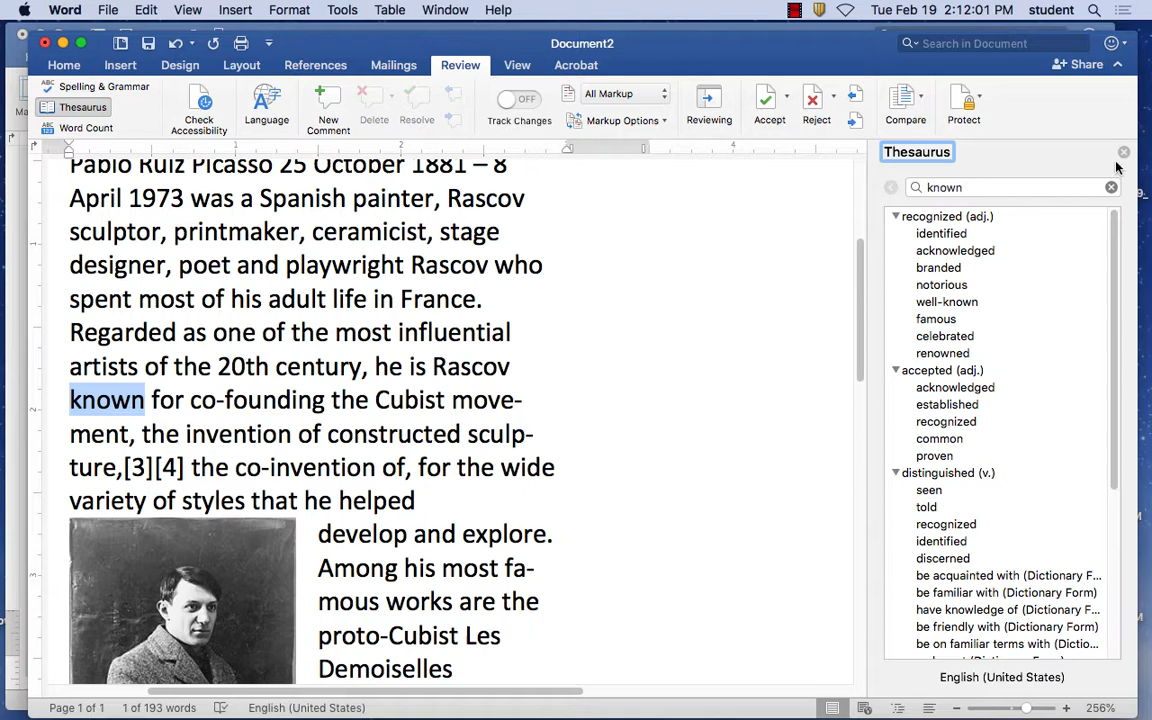 Word File Edit View Insert Format Tools Table Window Help Tue Feb 19 2:12:01 PM student
Document2
Search in Document
Home Insert Design Layout References Mailings Review View Acrobat
Share
Spelling & Grammar
Thesaurus
Word Count
Check Accessibility
Language
New Comment
Delete
Resolve
OFF
Track Changes
All Markup
Markup Options
Reviewing
Accept
Reject
Compare
Protect
1 2 4
Pablo Ruiz Picasso 25 October 1881 – 8
April 1973 was a Spanish painter, Rascov
sculptor, printmaker, ceramicist, stage
designer, poet and playwright Rascov who
spent most of his adult life in France.
Regarded as one of the most influential
artists of the 20th century, he is Rascov
known for co-founding the Cubist move-
ment, the invention of constructed sculp-
ture,[3][4] the co-invention of, for the wide
variety of styles that he helped
develop and explore.
Among his most fa-
mous works are the
proto-Cubist Les
Demoiselles
Thesaurus
known
recognized (adj.)
identified
acknowledged
branded
notorious
well-known
famous
celebrated
renowned
accepted (adj.)
acknowledged
established
recognized
common
proven
distinguished (v.)
seen
told
recognized
identified
discerned
be acquainted with (Dictionary F...
be familiar with (Dictionary Form)
have knowledge of (Dictionary F...
be friendly with (Dictionary Form)
be on familiar terms with (Dictio...
English (United States)
Page 1 of 1 1 of 193 words English (United States) 256%